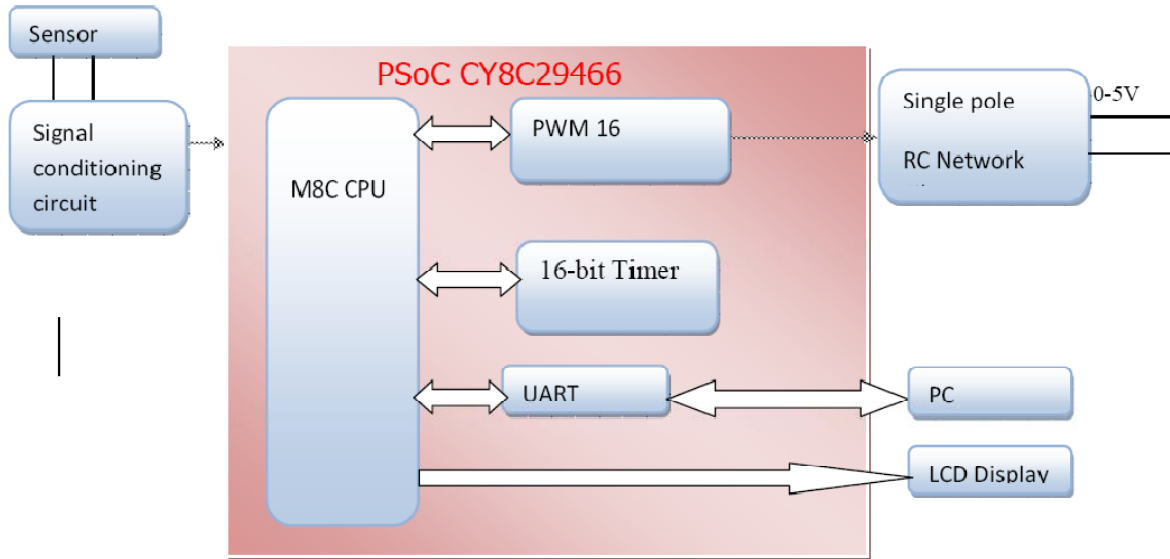 Sensor
Signal
conditioning
circuit
PSoC CY8C29466
M8C CPU
PWM 16
16-bit Timer
UART
Single pole
RC Network
0-5V
PC
LCD Display